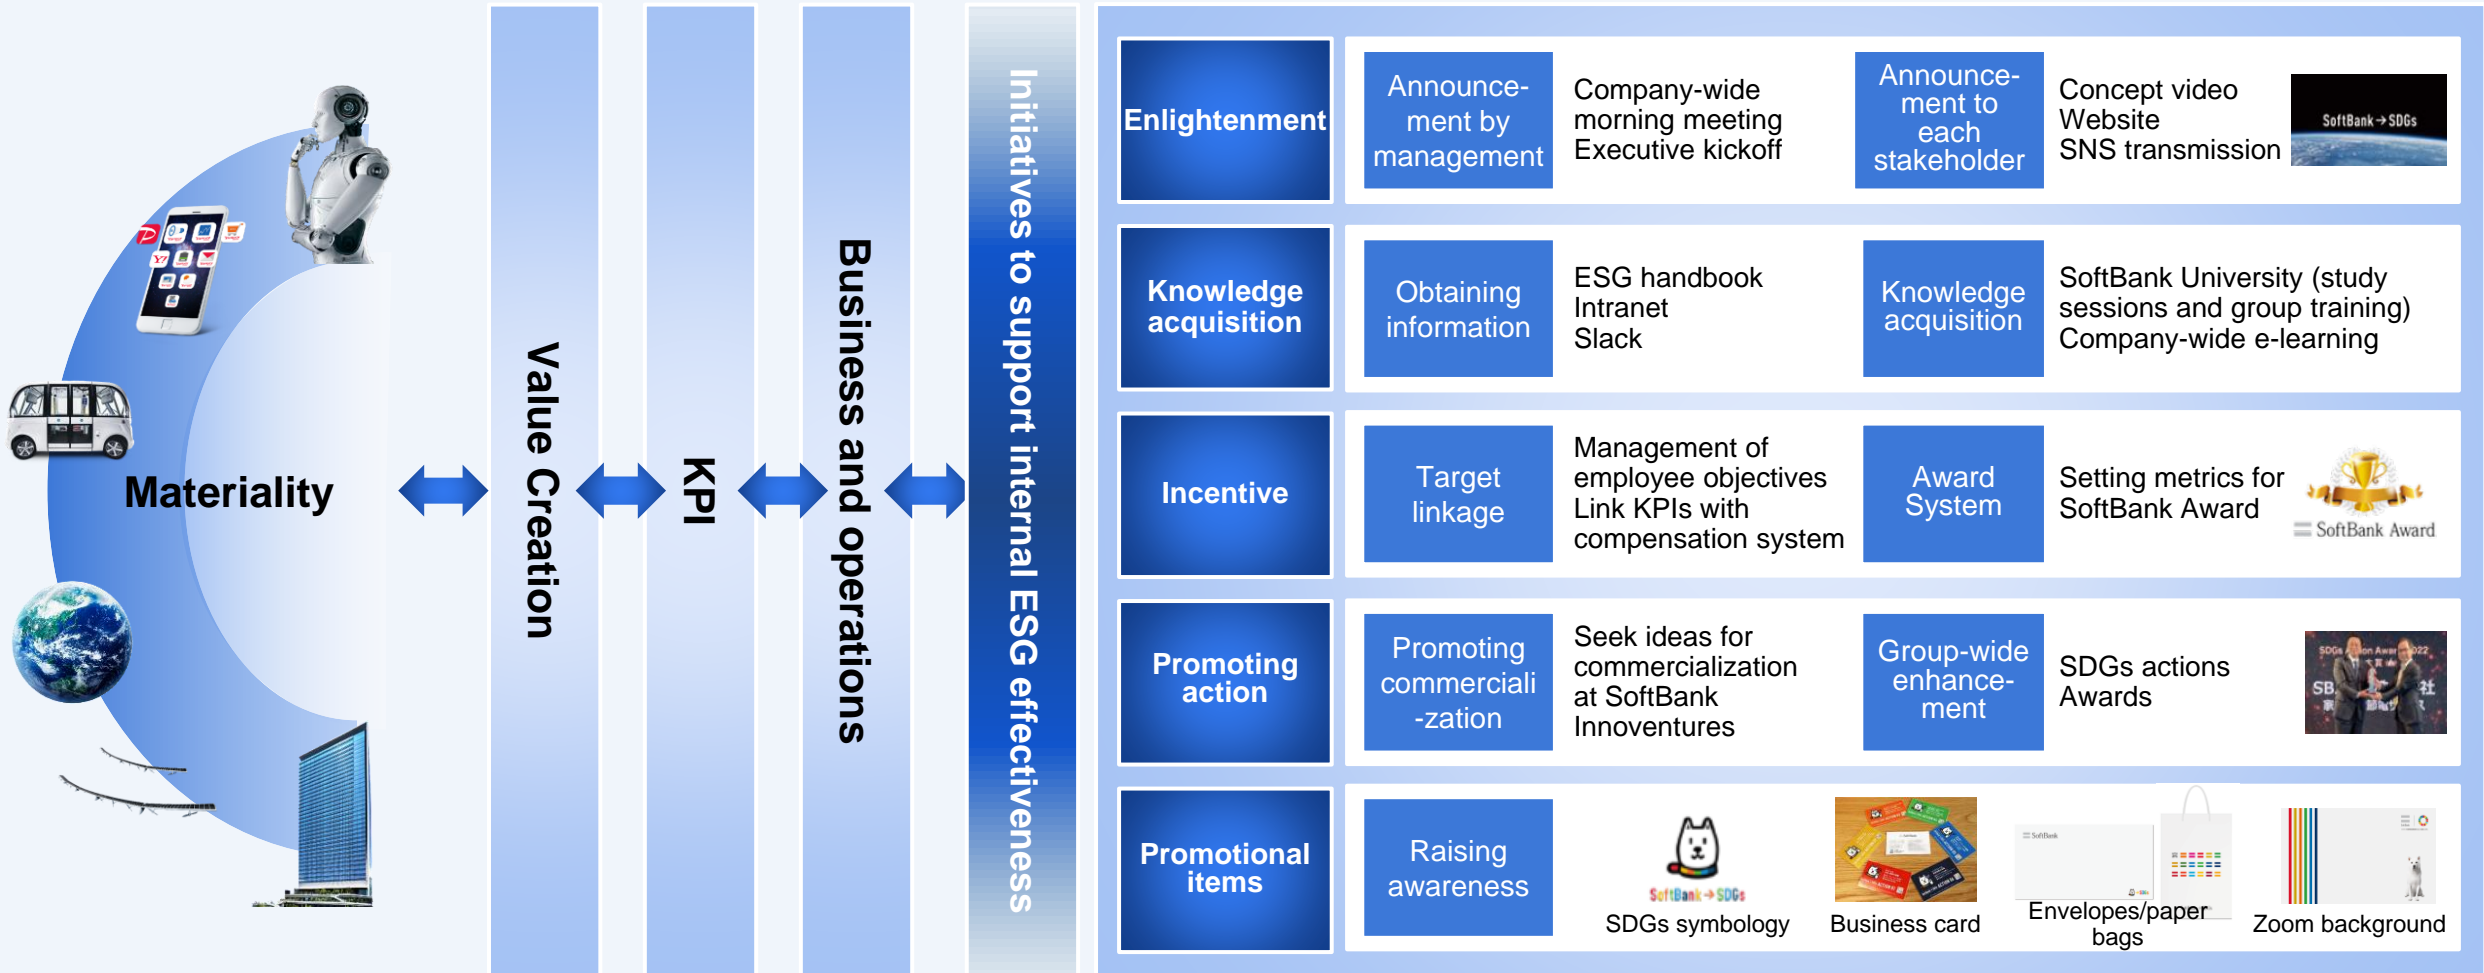 Materiality
Value Creation
KPI
Business and operations
Initiatives to support internal ESG effectiveness
Enlightenment
Announce-
ment by
management
Company-wide
morning meeting
Executive kickoff
Announce-
ment to
each
stakeholder
Concept video
Website
SNS transmission
SoftBank→SDGs
Knowledge
acquisition
Obtaining
information
ESG handbook
Intranet
Slack
Knowledge
acquisition
SoftBank University (study
sessions and group training)
Company-wide e-learning
Incentive
Target
linkage
Management of
employee objectives
Link KPIs with
compensation system
Award
System
Setting metrics for
SoftBank Award
SoftBank Award
Promoting
action
Promoting
commerciali
-zation
Seek ideas for
commercialization
at SoftBank
Innoventures
Group-wide
enhance-
ment
SDGs actions
Awards
Promotional
items
Raising
awareness
SoftBank→SDGs
SDGs symbology
Business card
SoftBank
Envelopes/paper
bags
Zoom background